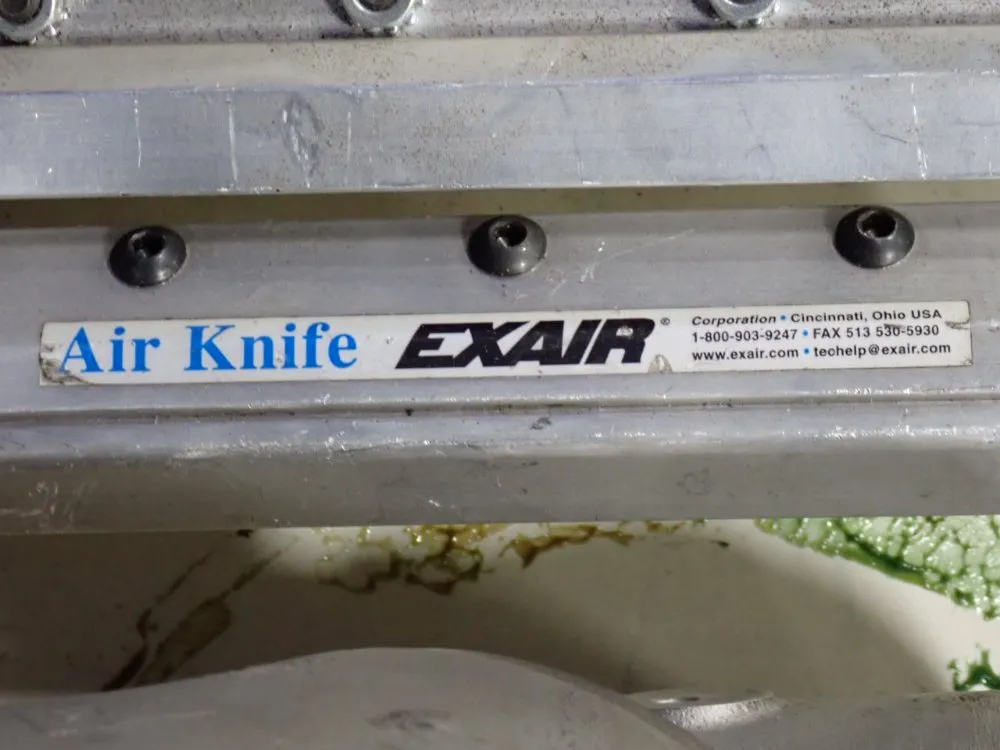 Air Knife EXAIR®
Corporation • Cincinnati, Ohio USA
1-800-903-9247 • FAX 513 530-5930
www.exair.com • techelp@exair.com